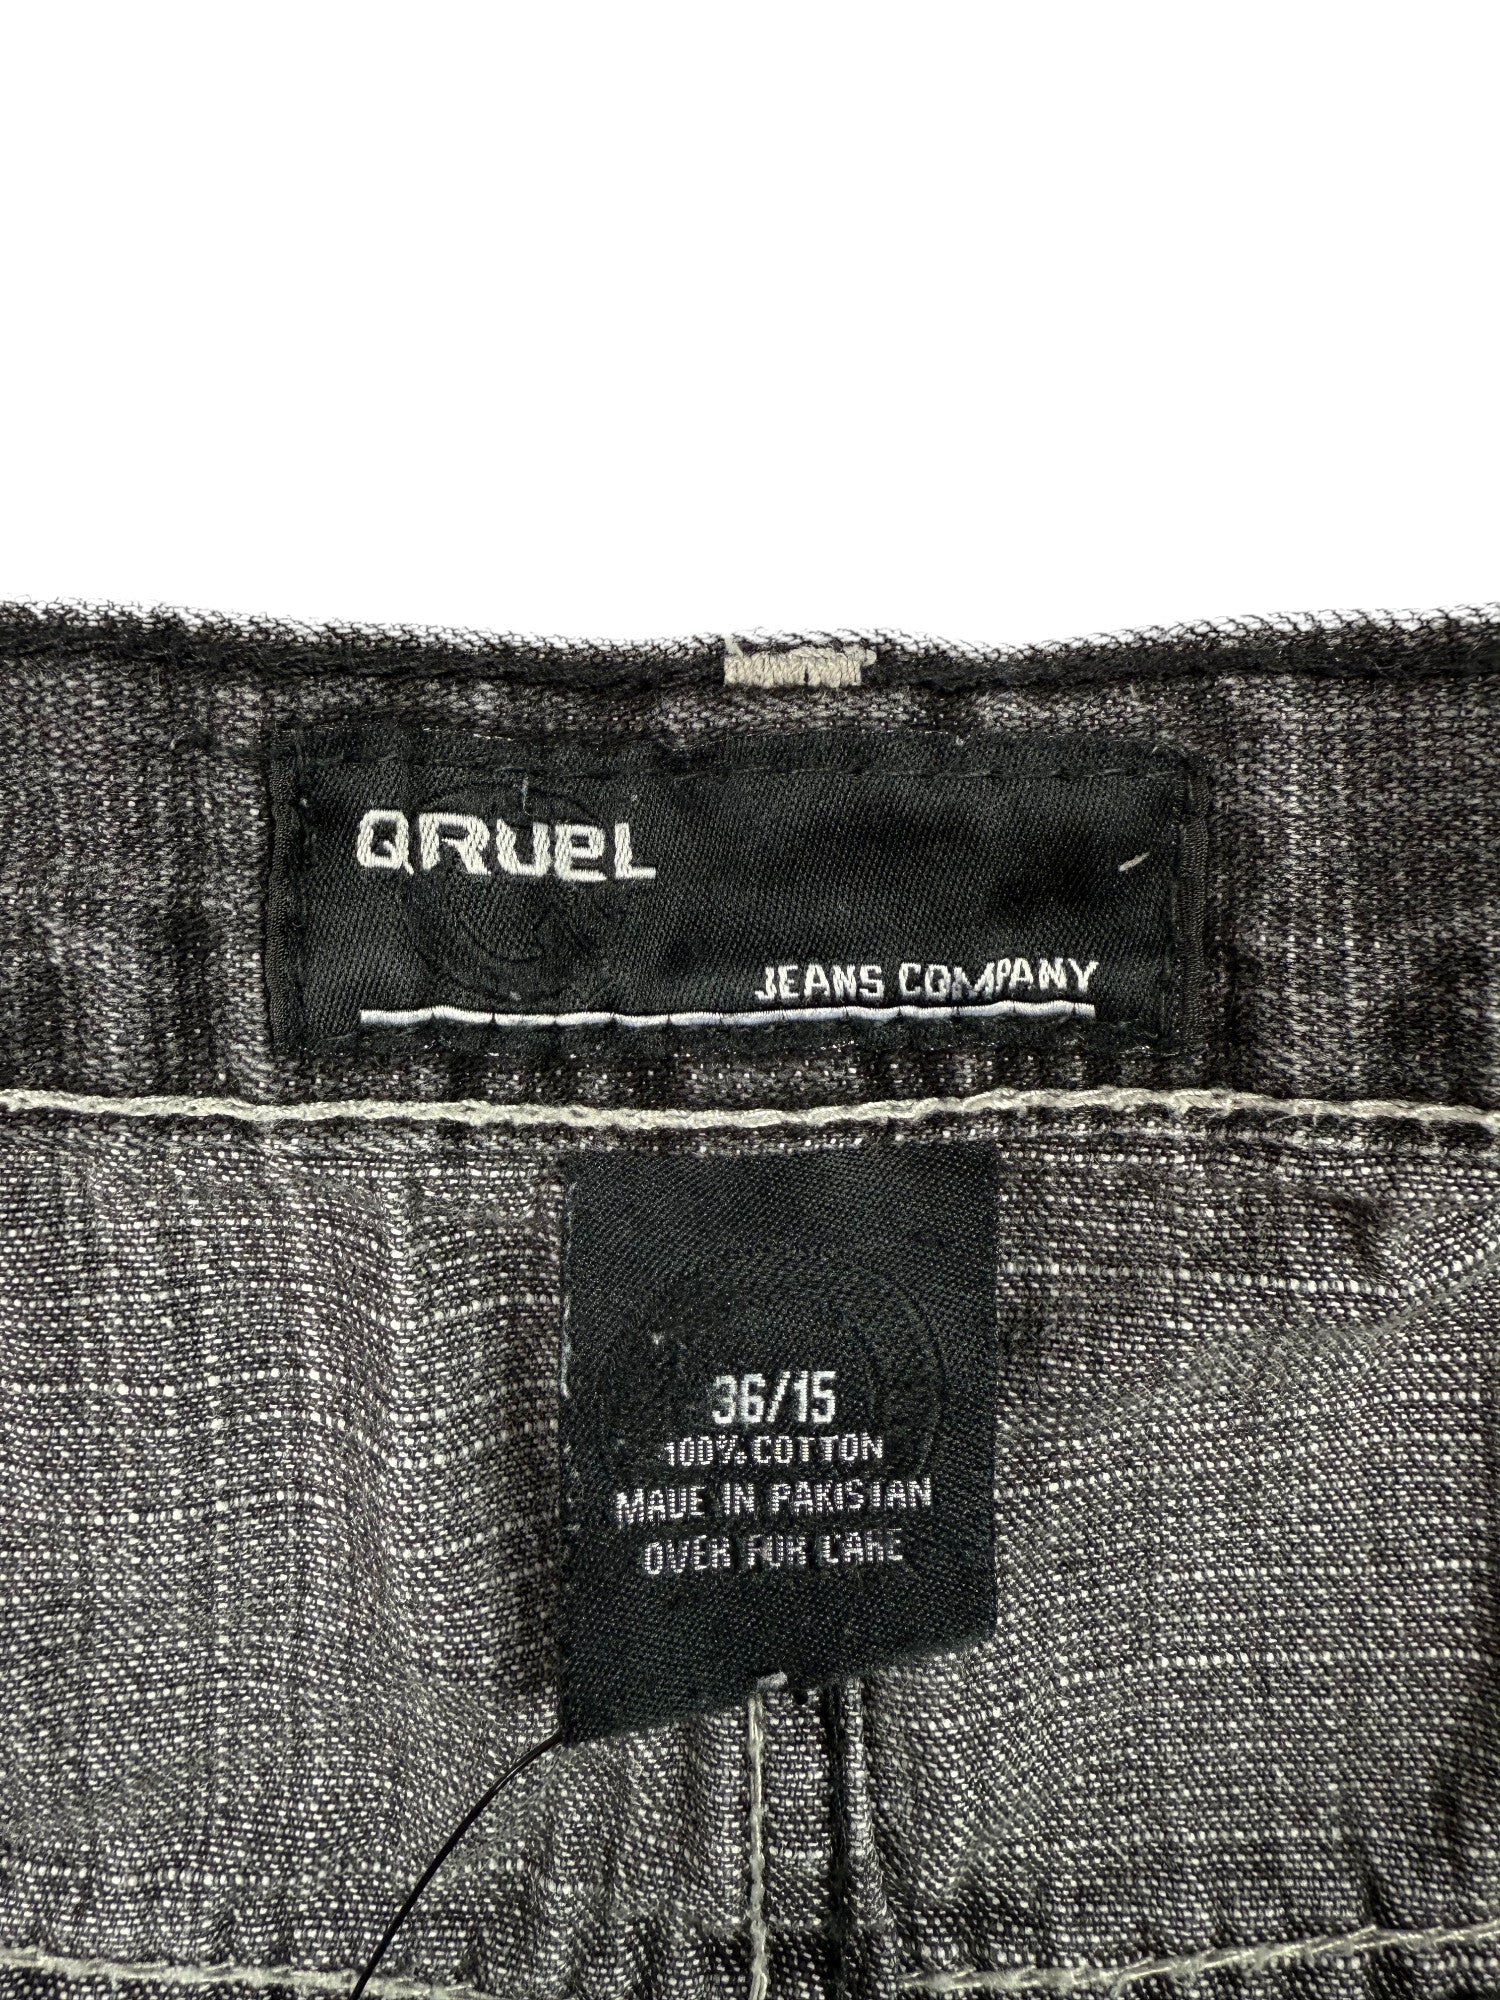 QRUEL
JEANS COMPANY
36/15
100% COTTON
MADE IN PAKISTAN
OVER FOR CARE